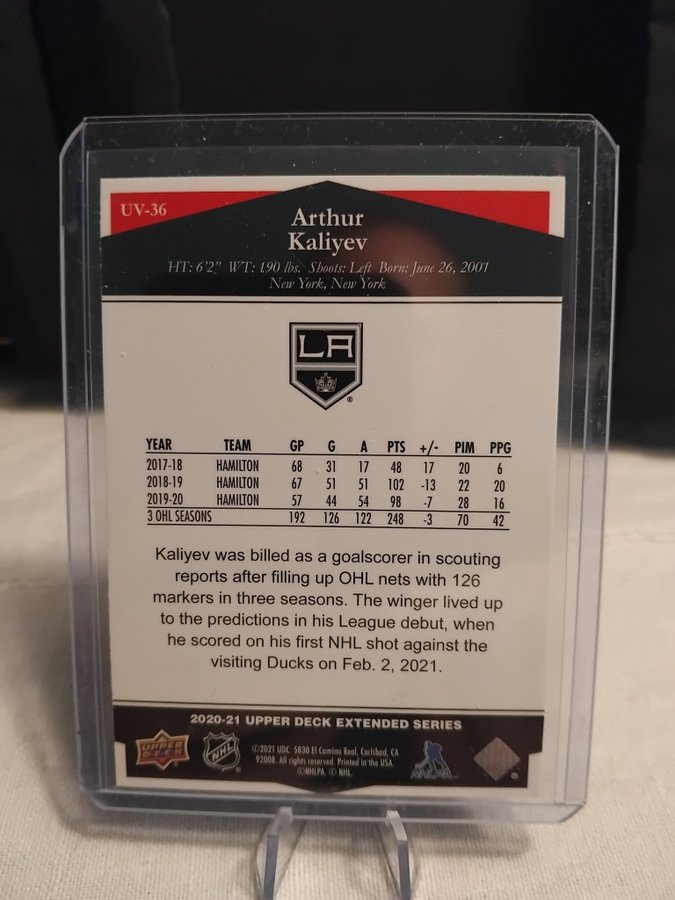 UV-36
Arthur
Kaliyev
HT: 6'2" WT: 190 lbs. Shoots: Left Born: June 26, 2001
New York, New York
LA
®
YEAR TEAM GP G A PTS +/- PIM PPG
2017-18 HAMILTON 68 31 17 48 17 20 6
2018-19 HAMILTON 67 51 51 102 -13 22 20
2019-20 HAMILTON 57 44 54 98 -7 28 16
3 OHL SEASONS 192 126 122 248 -3 70 42
Kaliyev was billed as a goalscorer in scouting
reports after filling up OHL nets with 126
markers in three seasons. The winger lived up
to the predictions in his League debut, when
he scored on his first NHL shot against the
visiting Ducks on Feb. 2, 2021.
2020-21 UPPER DECK EXTENDED SERIES
UPPER DECK
NHL
©2021 UDC. 5830 El Camino Real, Carlsbad, CA
92008. All rights reserved. Printed in the USA.
©NHLPA. © NHL
NHLPA